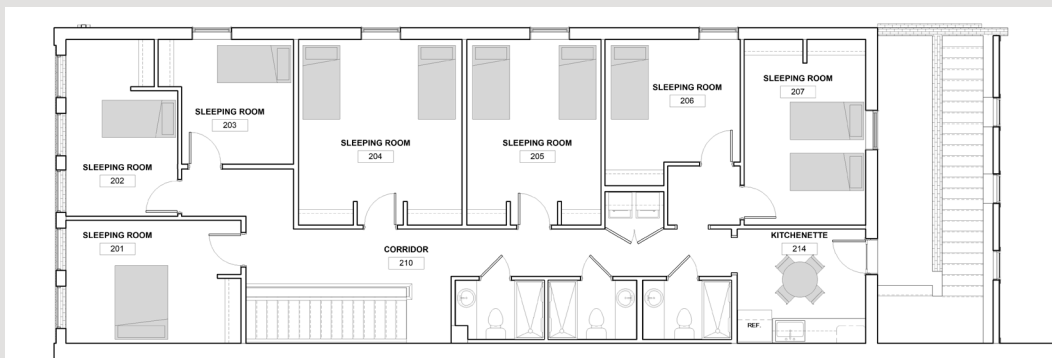 SLEEPING ROOM
203
SLEEPING ROOM
204
SLEEPING ROOM
205
SLEEPING ROOM
206
SLEEPING ROOM
207
SLEEPING ROOM
202
SLEEPING ROOM
201
CORRIDOR
210
KITCHENETTE
214
REF.